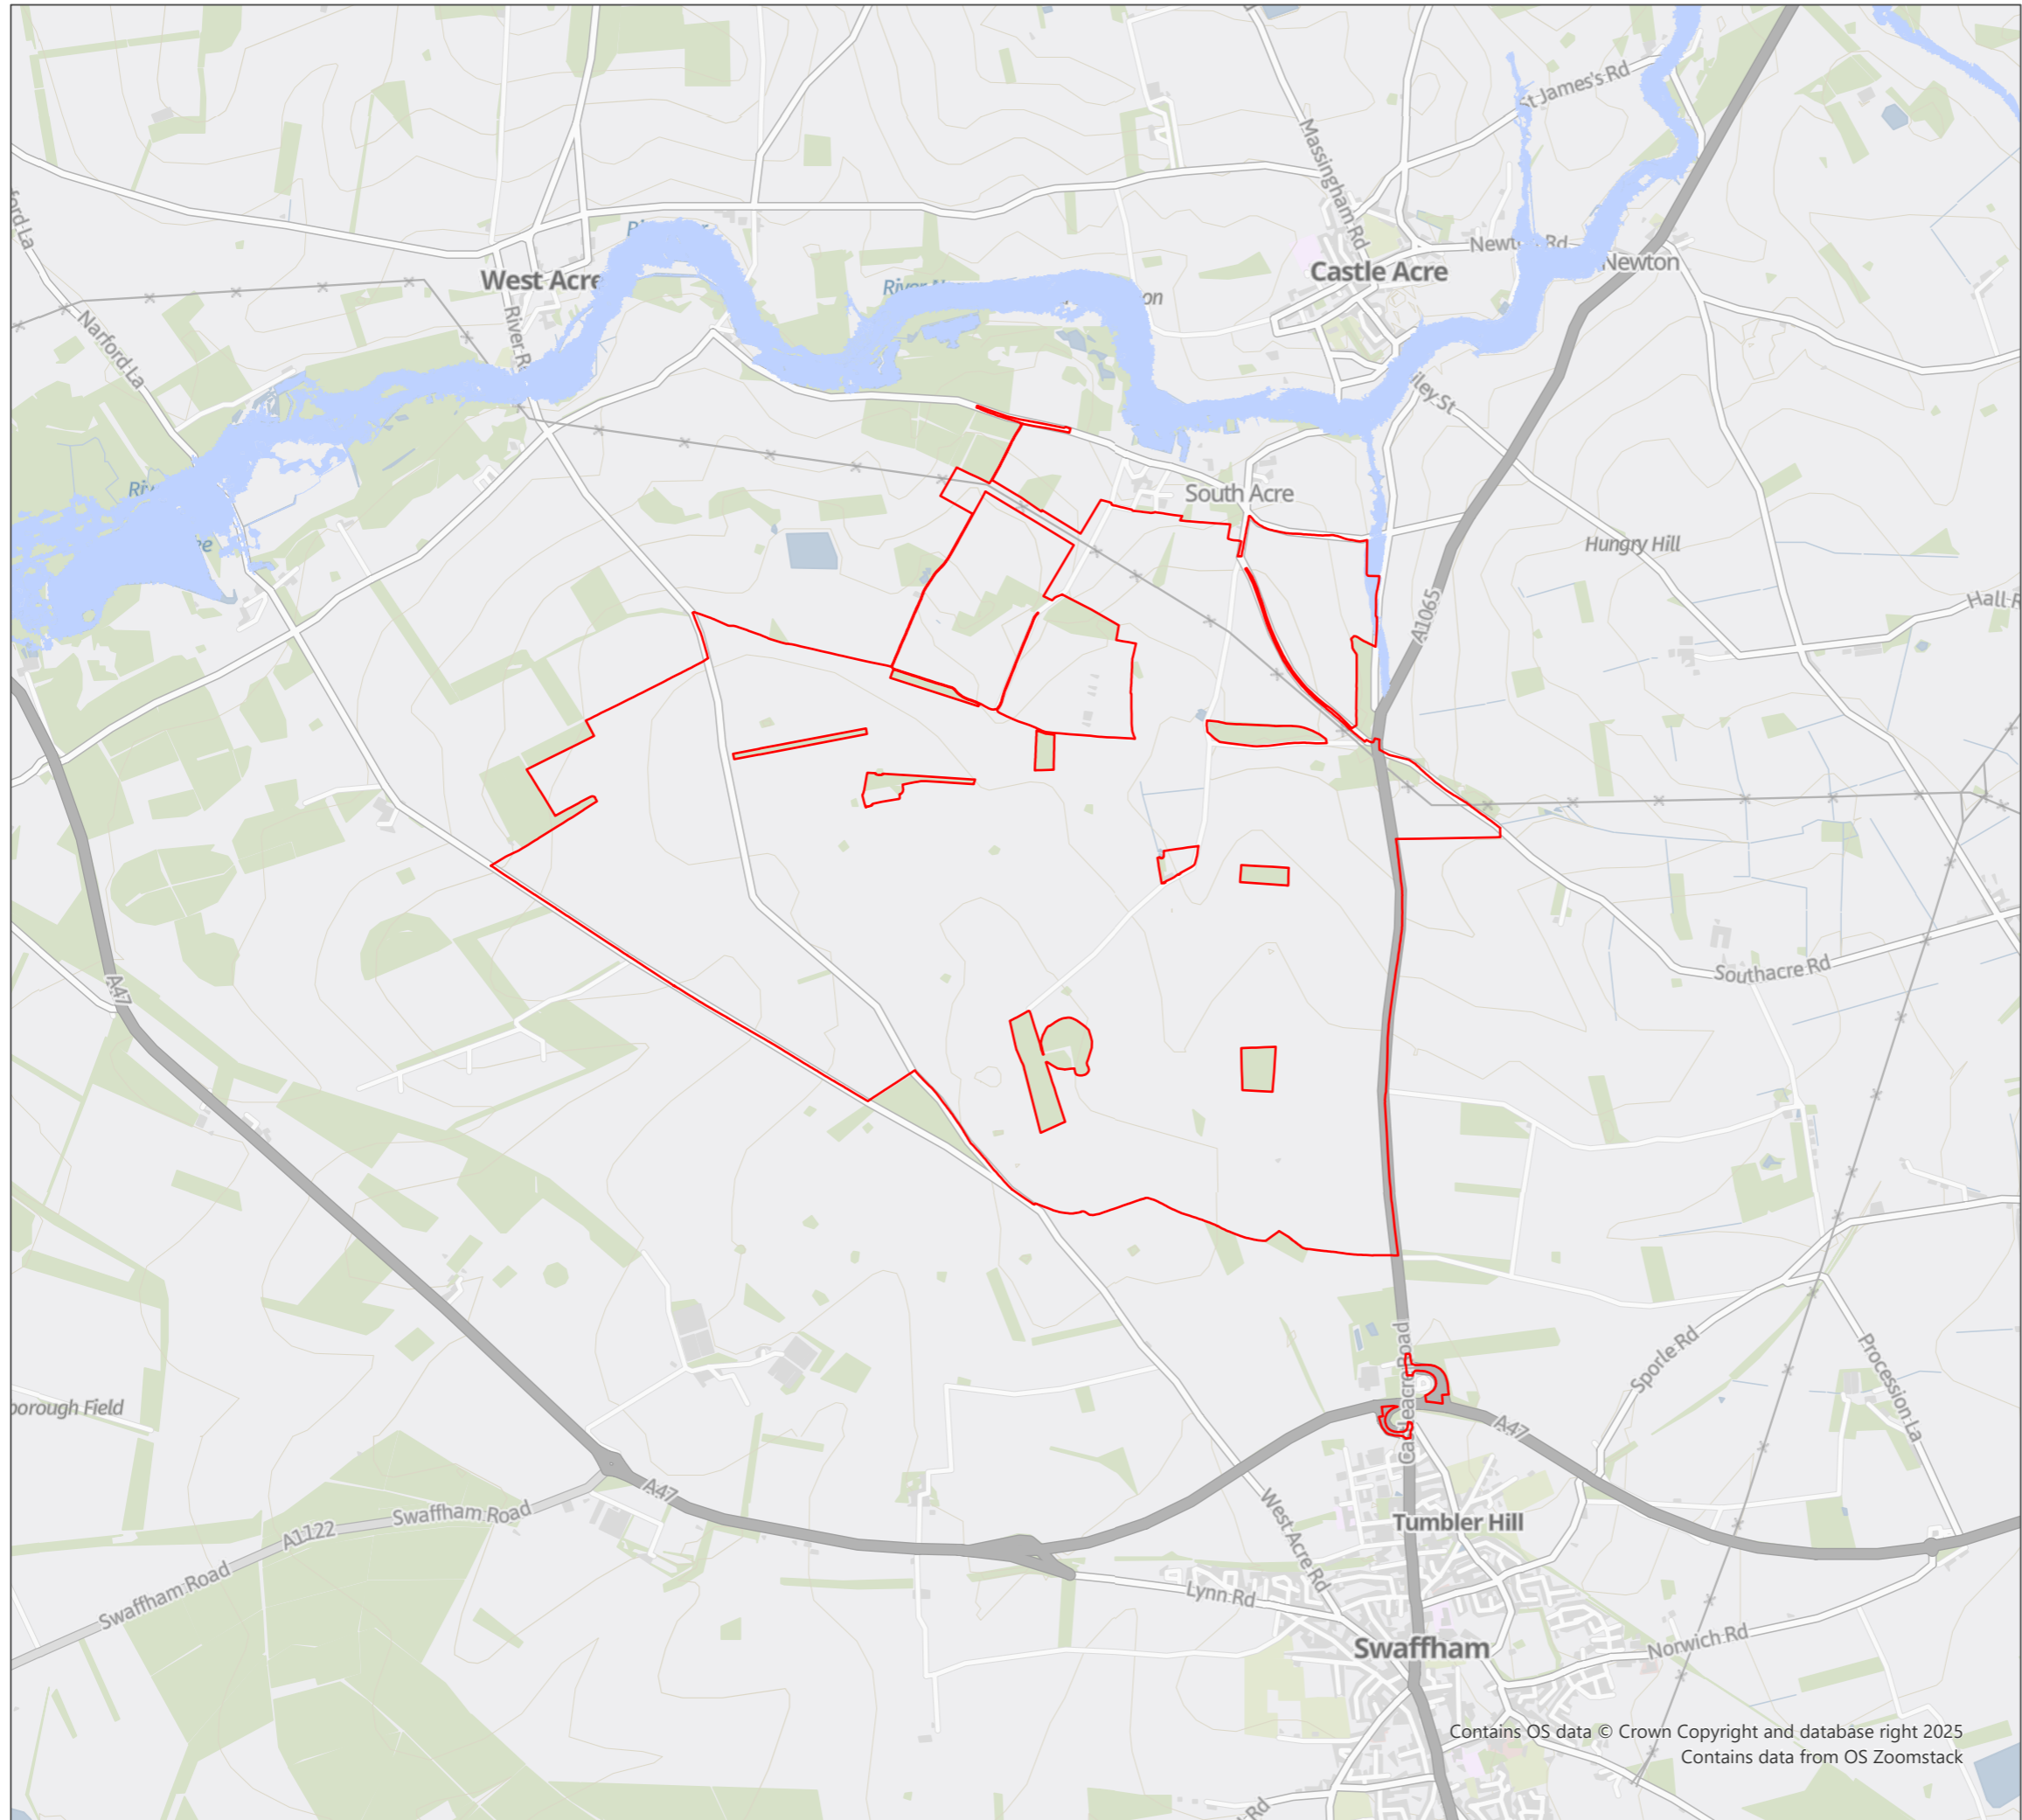 St James's Rd
Massingham Rd
West Acre
Castle Acre
Newton Rd
Newton
River Rd
Narford La
South Acre
Hungry Hill
A1065
Southacre Rd
A47
Castleacre Road
Sporle Rd
Procession La
A47
A47
Swaffham Road
A1122
Swaffham Road
West Acre Rd
Tumbler Hill
Lynn Rd
Swaffham
Norwich Rd
Contains OS data © Crown Copyright and database right 2025
Contains data from OS Zoomstack